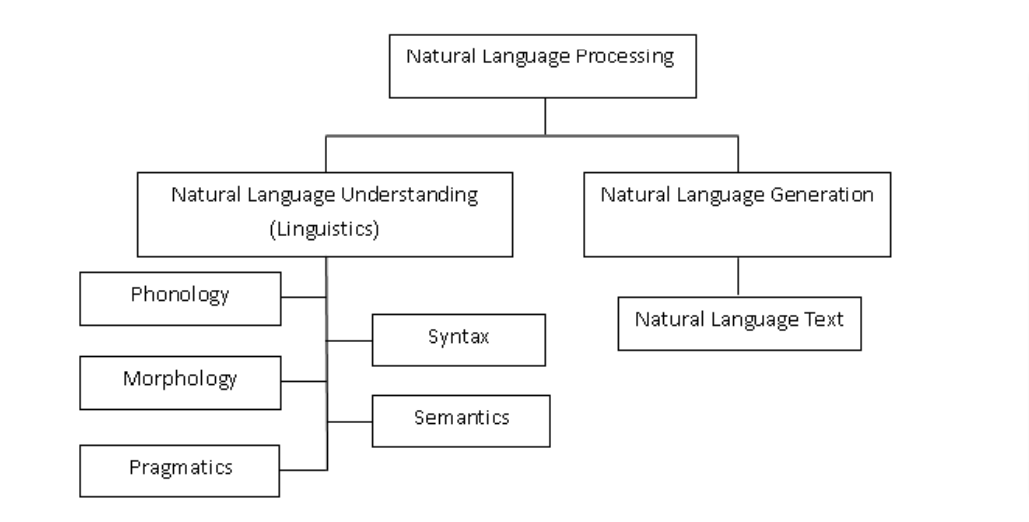 Natural Language Processing
Natural Language Understanding
(Linguistics)
Natural Language Generation
Phonology
Natural Language Text
Syntax
Morphology
Semantics
Pragmatics